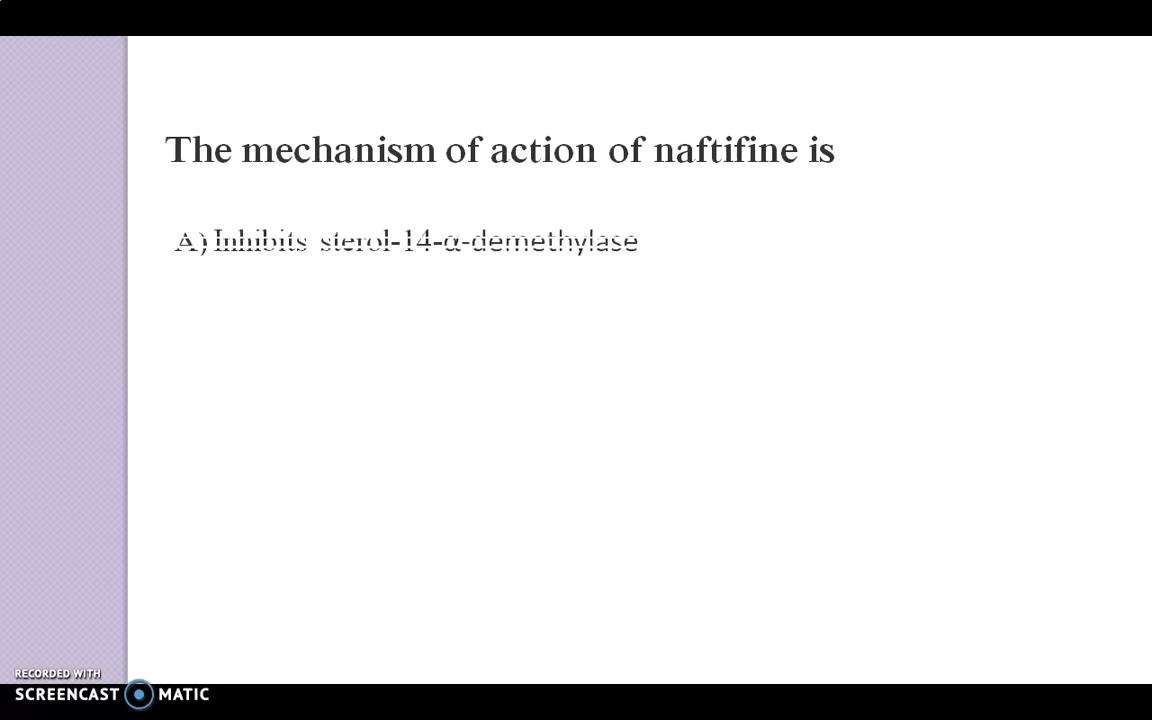 The mechanism of action of naftifine is
A) Inhibits sterol-14-α-demethylase
RECORDED WITH
SCREENCAST MATIC